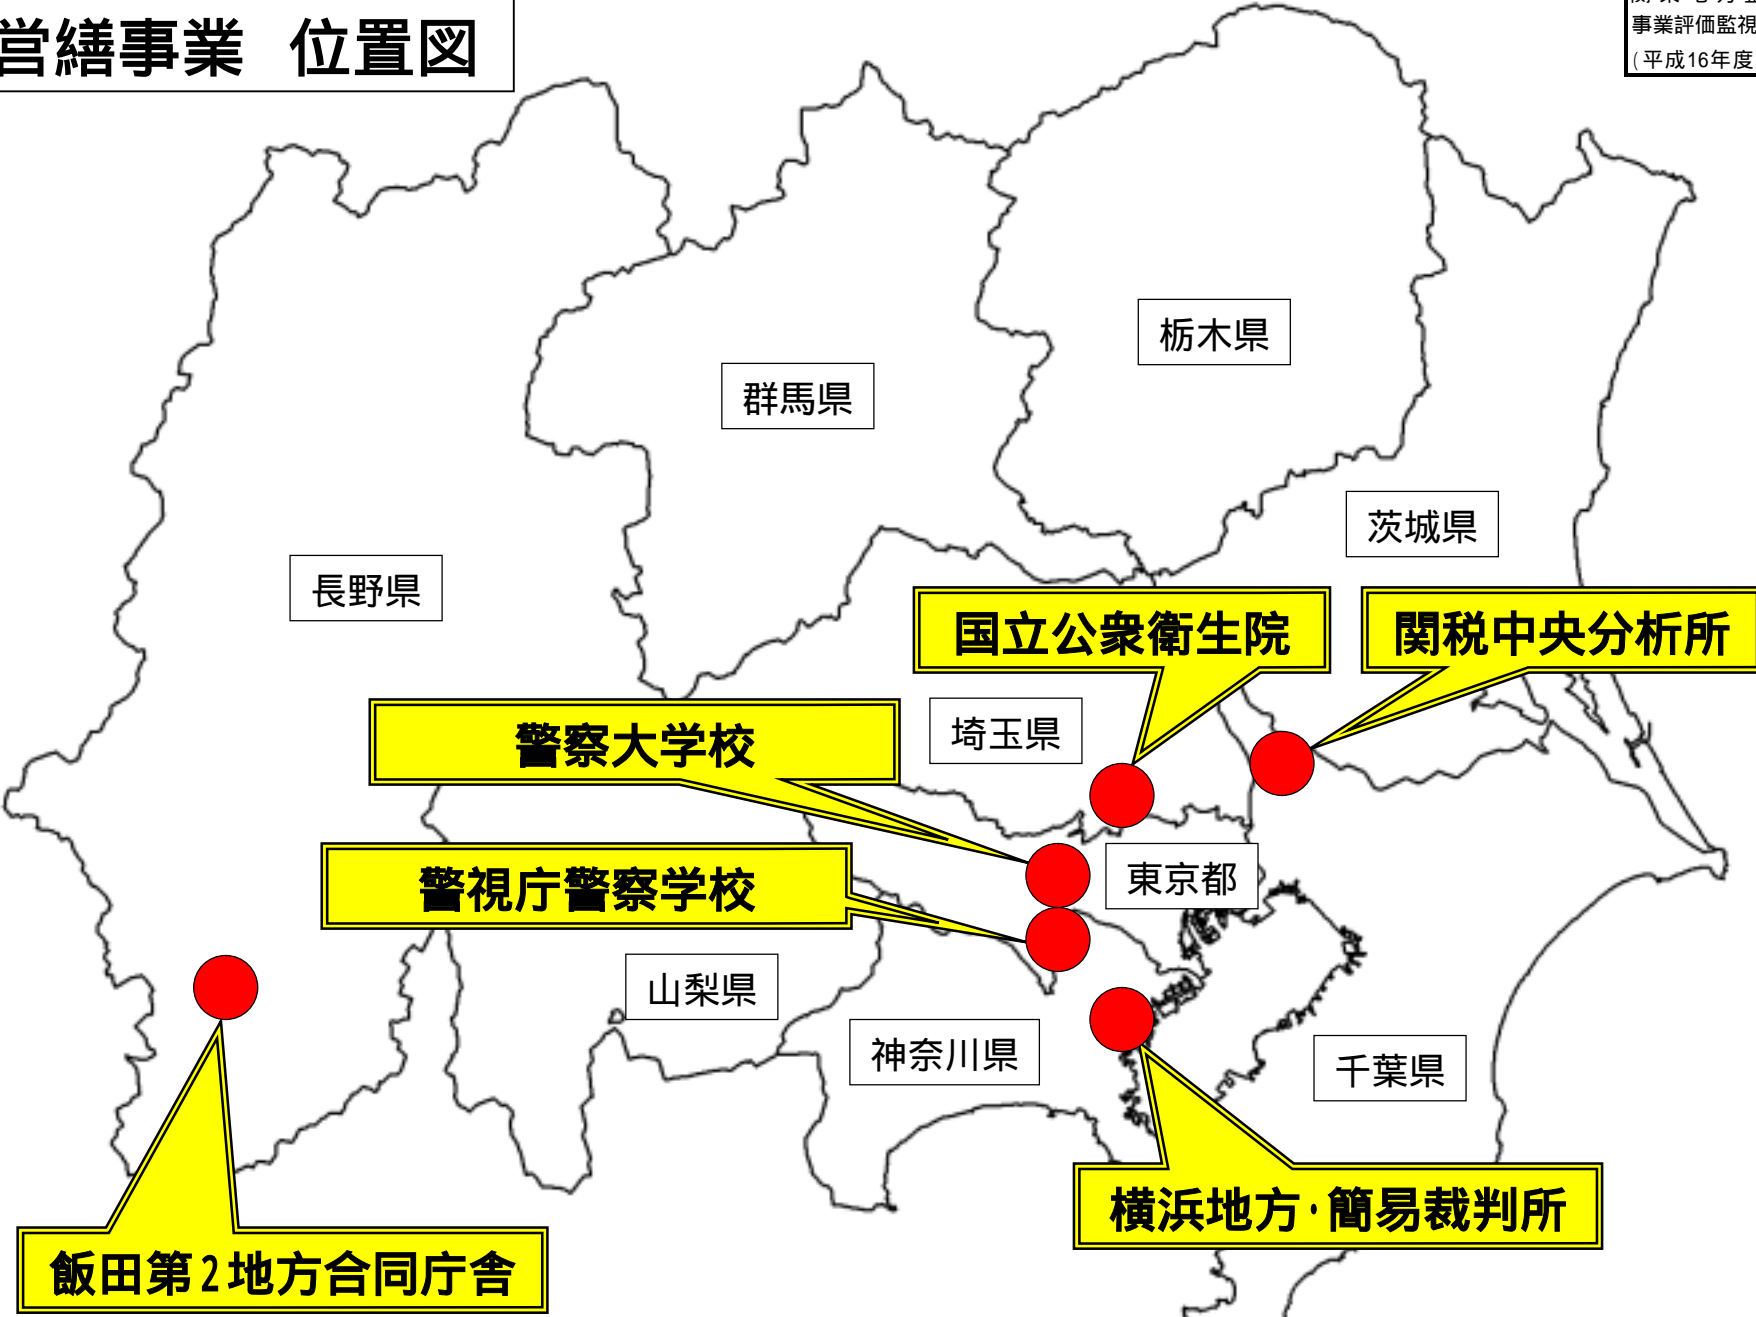 営繕事業 位置図
事業評価監視
(平成16年度
栃木県
群馬県
茨城県
長野県
国立公衆衛生院
関税中央分析所
警察大学校
埼玉県
警視庁警察学校
東京都
山梨県
神奈川県
千葉県
横浜地方・簡易裁判所
飯田第2地方合同庁舎